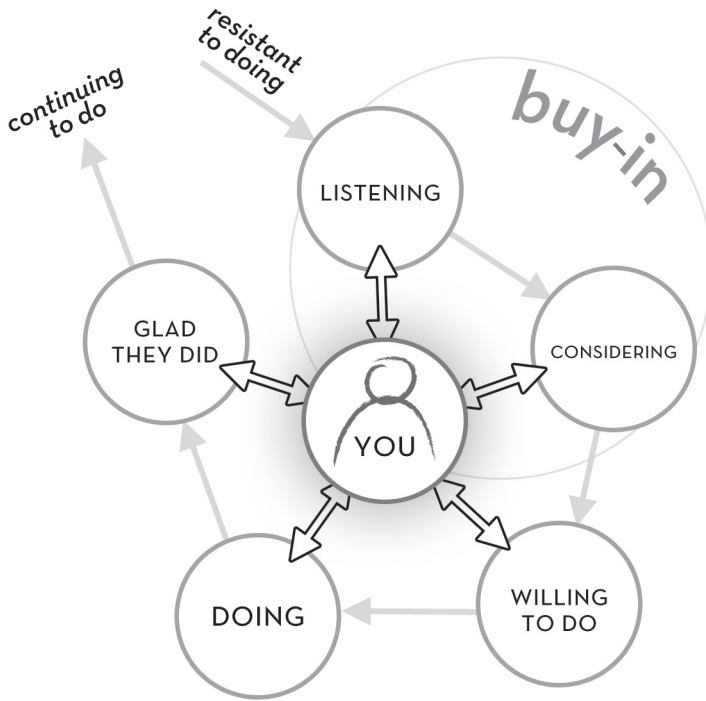 resistant
to doing
continuing
to do
buy-in
LISTENING
CONSIDERING
WILLING
TO DO
DOING
GLAD
THEY DID
YOU